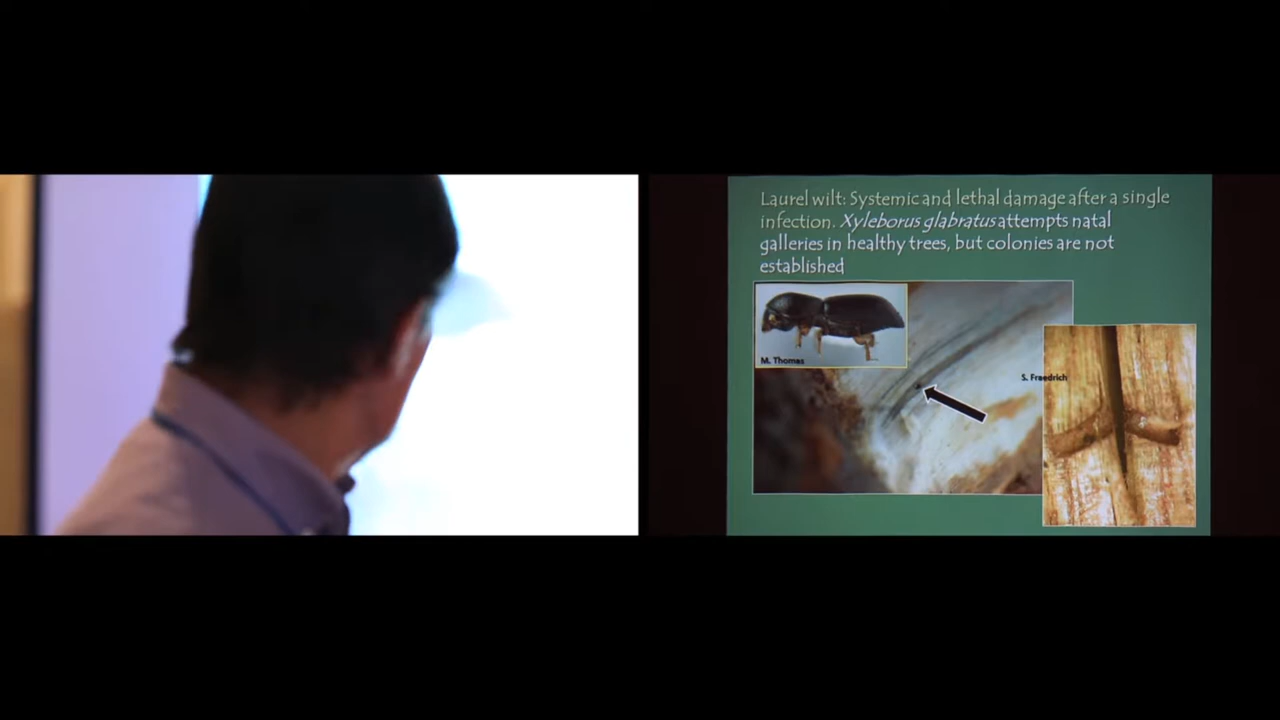 Laurel wilt: Systemic and lethal damage after a single
infection. Xyleborus glabratus attempts natal
galleries in healthy trees, but colonies are not
established
M. Thomas
S. Fraedrich